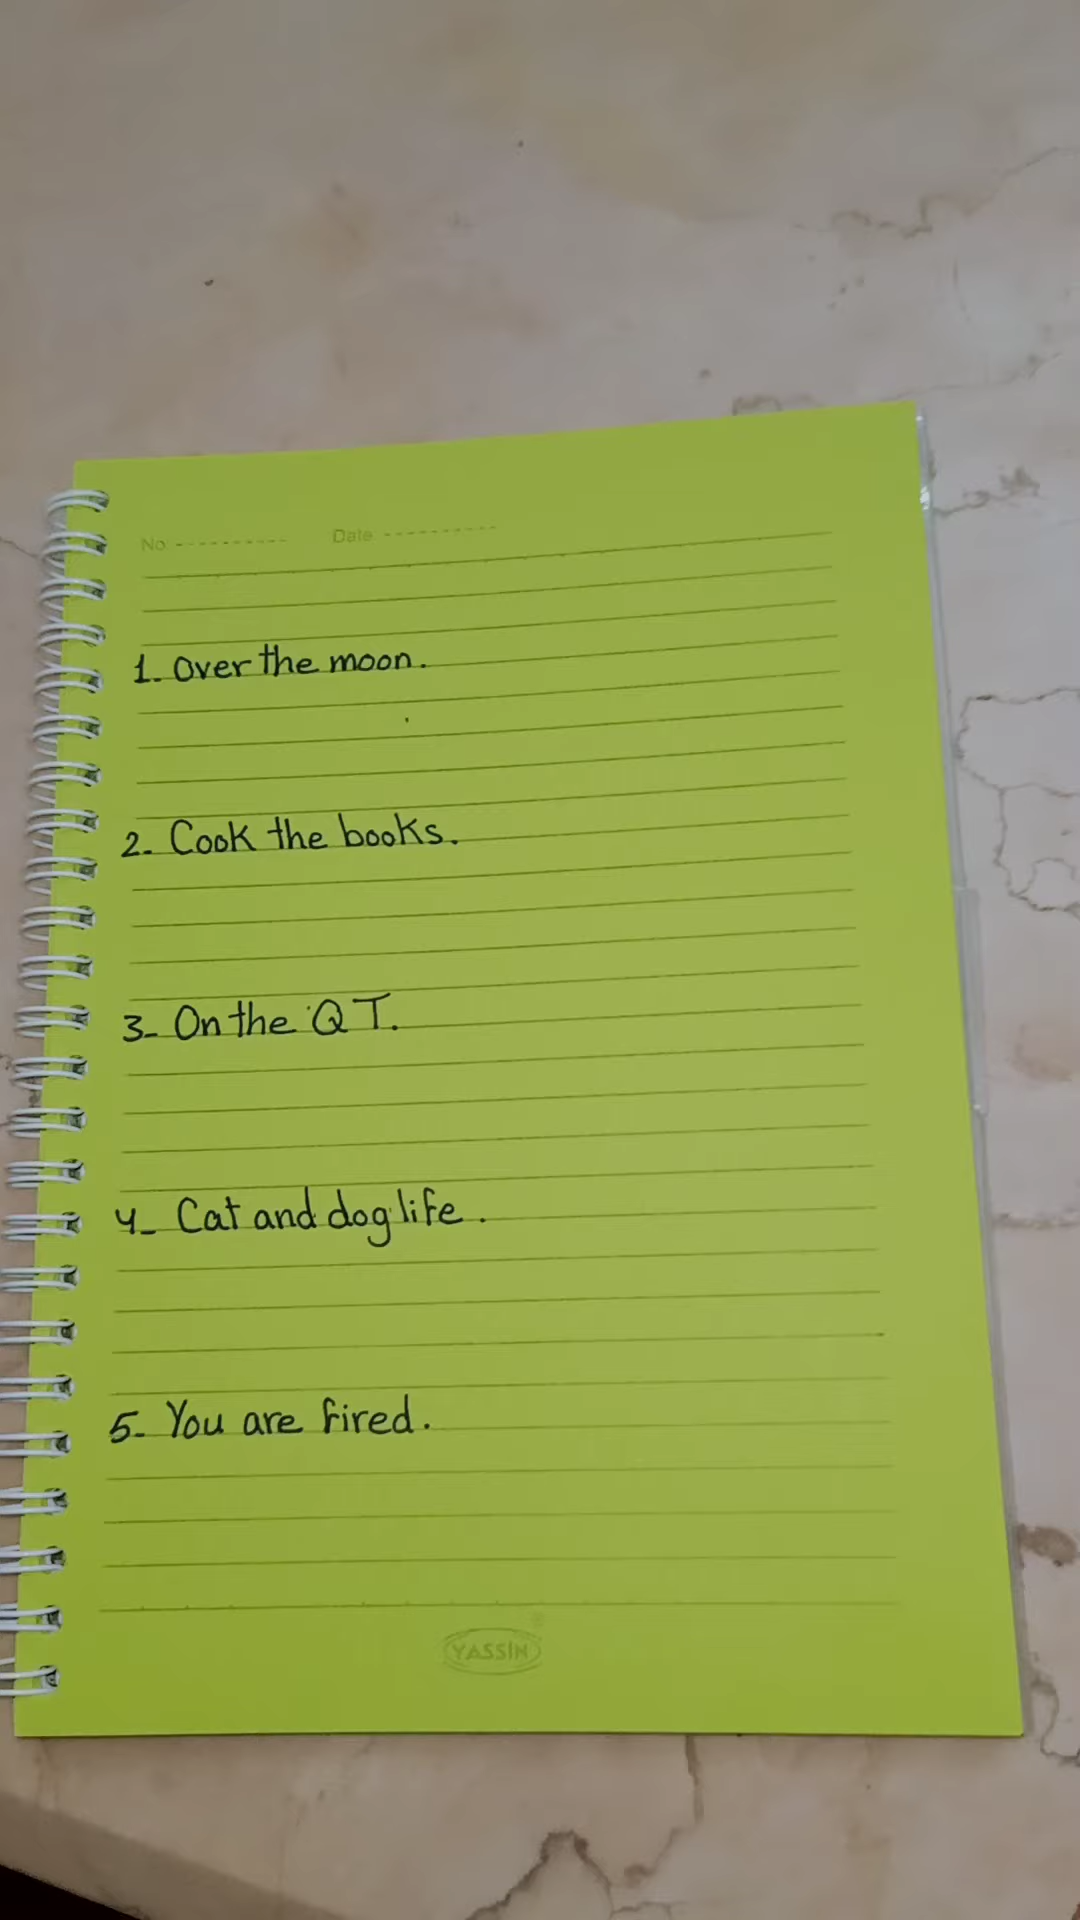 No ---------- Date ----------
1. Over the moon.
2- Cook the books.
3- On the QT.
4- Cat and dog life.
5- You are fired.
YASSIN